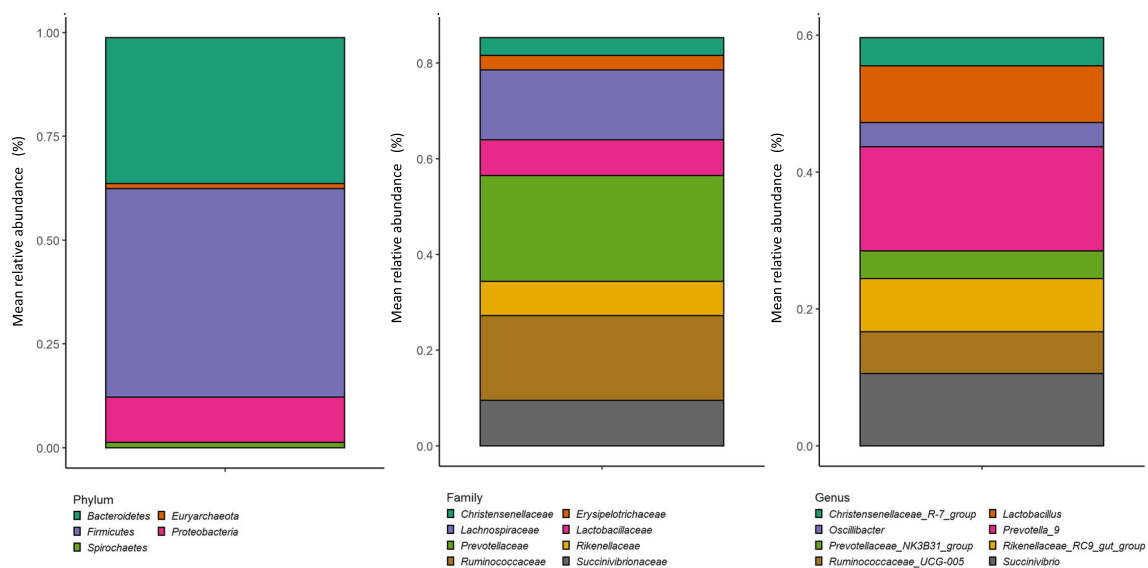 Mean relative abundance (%)
1.00
0.75
0.50
0.25
0.00
Phylum
Bacteroidetes Euryarchaeota
Firmicutes Proteobacteria
Spirochaetes
Mean relative abundance (%)
0.8
0.6
0.4
0.2
0.0
Family
Christensenellaceae Erysipelotrichaceae
Lachnospiraceae Lactobacillaceae
Prevotellaceae Rikenellaceae
Ruminococcaceae Succinivibrionaceae
Mean relative abundance (%)
0.6
0.4
0.2
0.0
Genus
Christensenellaceae_R-7_group Lactobacillus
Oscillibacter Prevotella_9
Prevotellaceae_NK3B31_group Rikenellaceae_RC9_gut_group
Ruminococcaceae_UCG-005 Succinivibrio